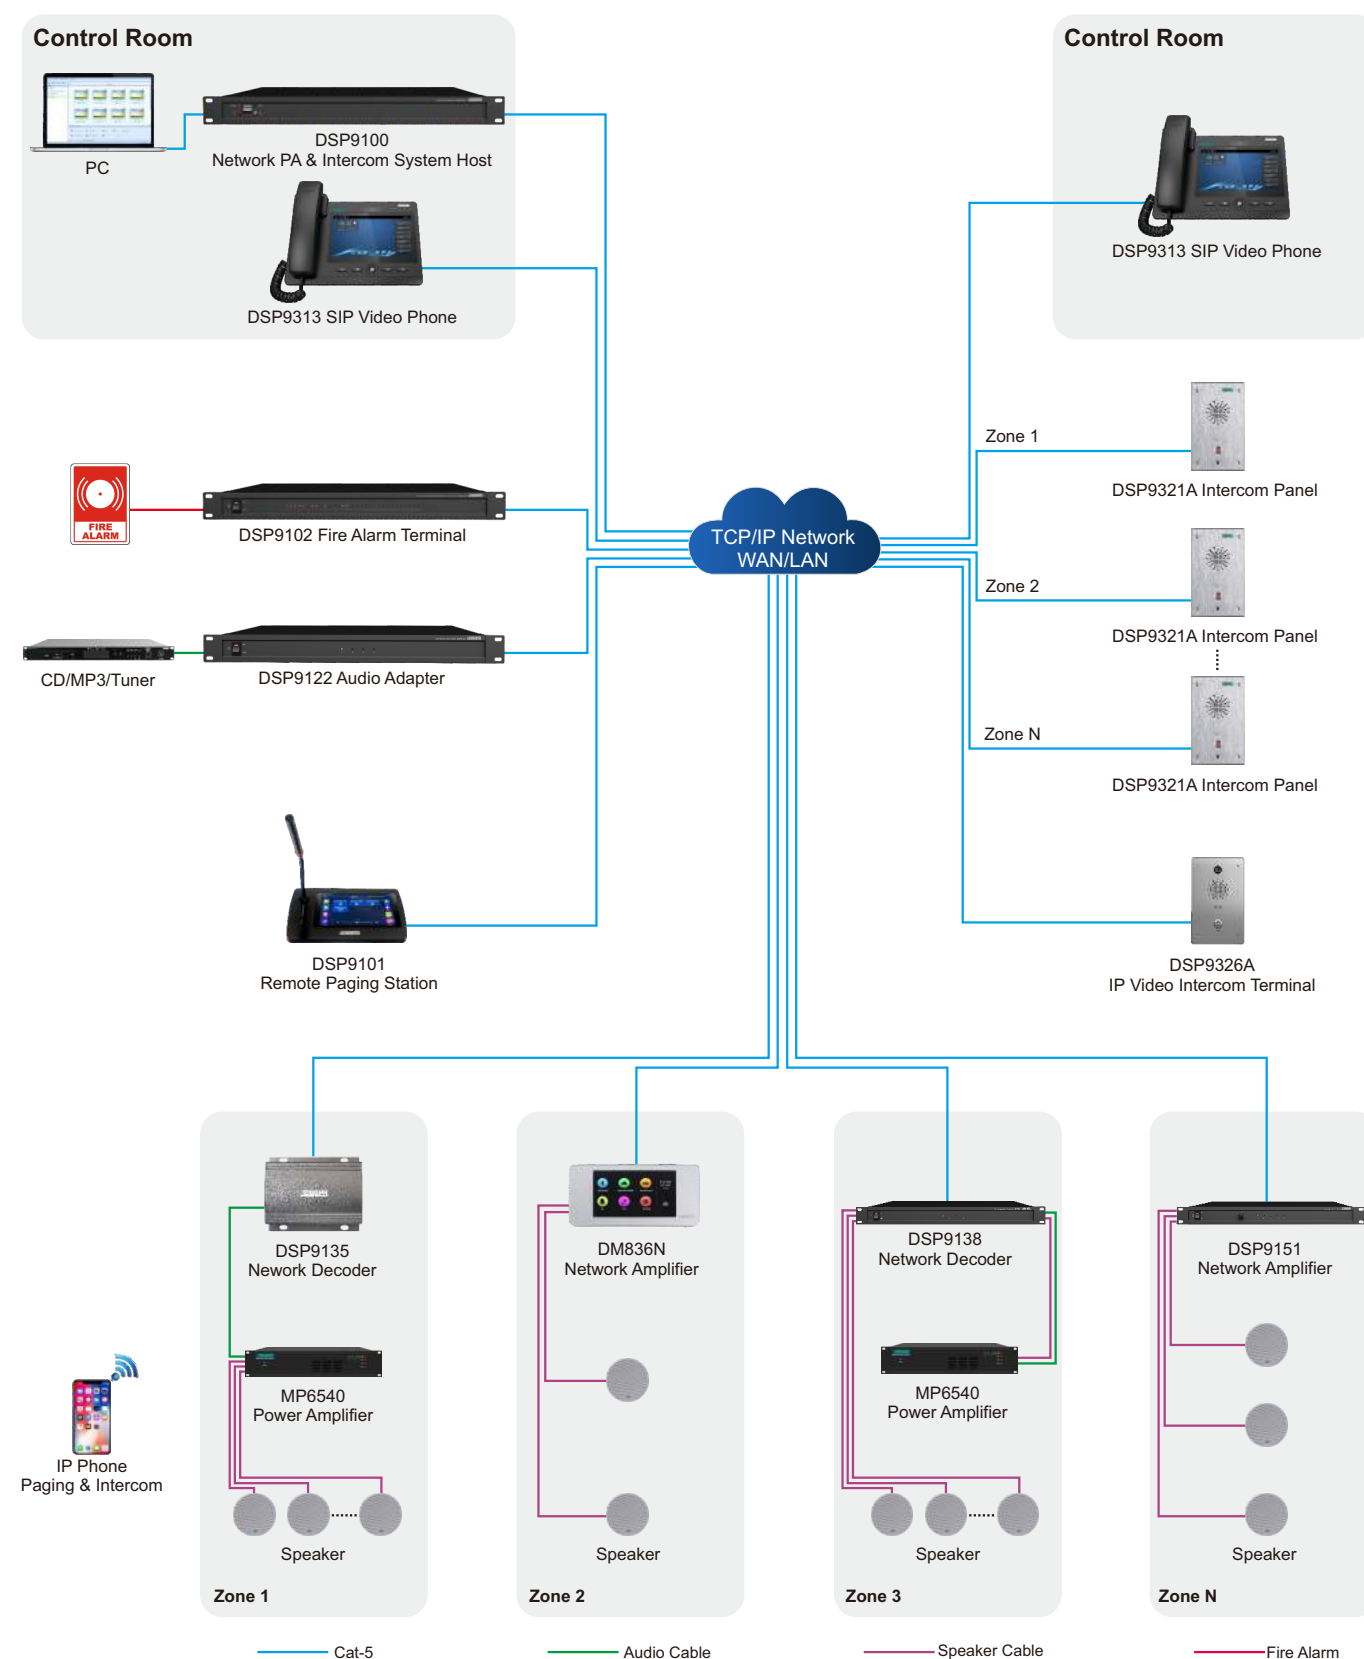 Control Room
Control Room
PC
DSP9100
Network PA & Intercom System Host
DSP9313 SIP Video Phone
DSP9313 SIP Video Phone
Zone 1
DSP9321A Intercom Panel
FIRE
ALARM
DSP9102 Fire Alarm Terminal
TCP/IP Network
WAN/LAN
Zone 2
DSP9321A Intercom Panel
CD/MP3/Tuner
DSP9122 Audio Adapter
Zone N
DSP9321A Intercom Panel
DSP9101
Remote Paging Station
DSP9326A
IP Video Intercom Terminal
DSP9135
Nework Decoder
DM836N
Network Amplifier
DSP9138
Network Decoder
DSP9151
Network Amplifier
MP6540
Power Amplifier
MP6540
Power Amplifier
IP Phone
Paging & Intercom
Speaker
Speaker
Speaker
Speaker
Zone 1
Zone 2
Zone 3
Zone N
Cat-5
Audio Cable
Speaker Cable
Fire Alarm